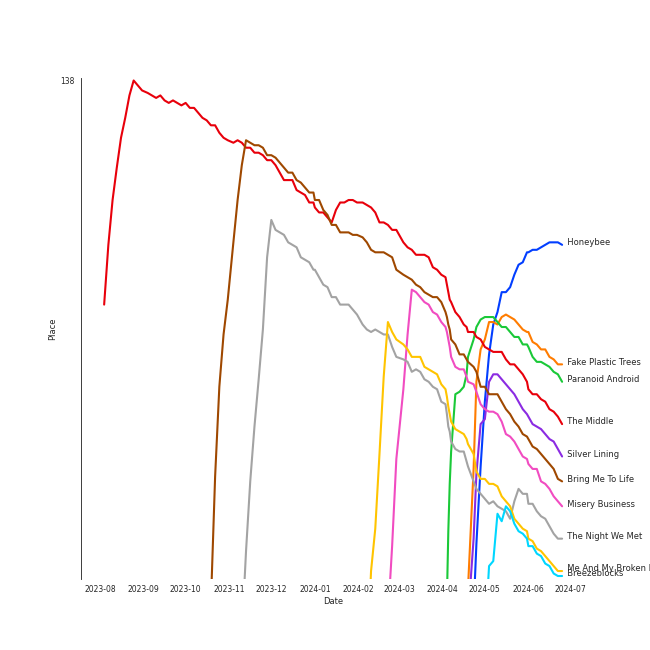 138
Place
Honeybee
Fake Plastic Trees
Paranoid Android
The Middle
Silver Lining
Bring Me To Life
Misery Business
The Night We Met
Me And My Broken
Breezeblocks
2023-08 2023-09 2023-10 2023-11 2023-12 2024-01 2024-02 2024-03 2024-04 2024-05 2024-06 2024-07
Date